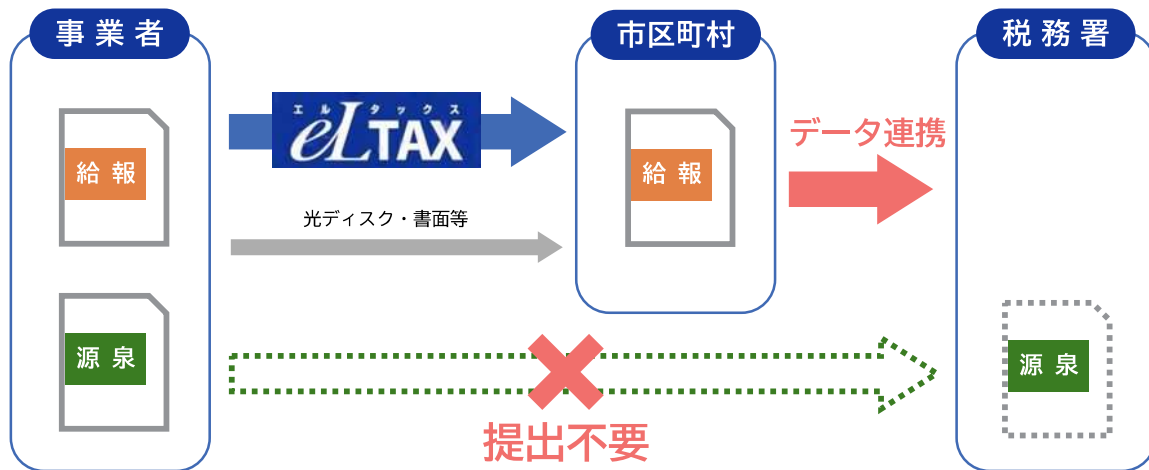 事業者
市区町村
税務署
エルタックス
eLTAX
データ連携
給報
給報
光ディスク・書面等
源泉
源泉
提出不要